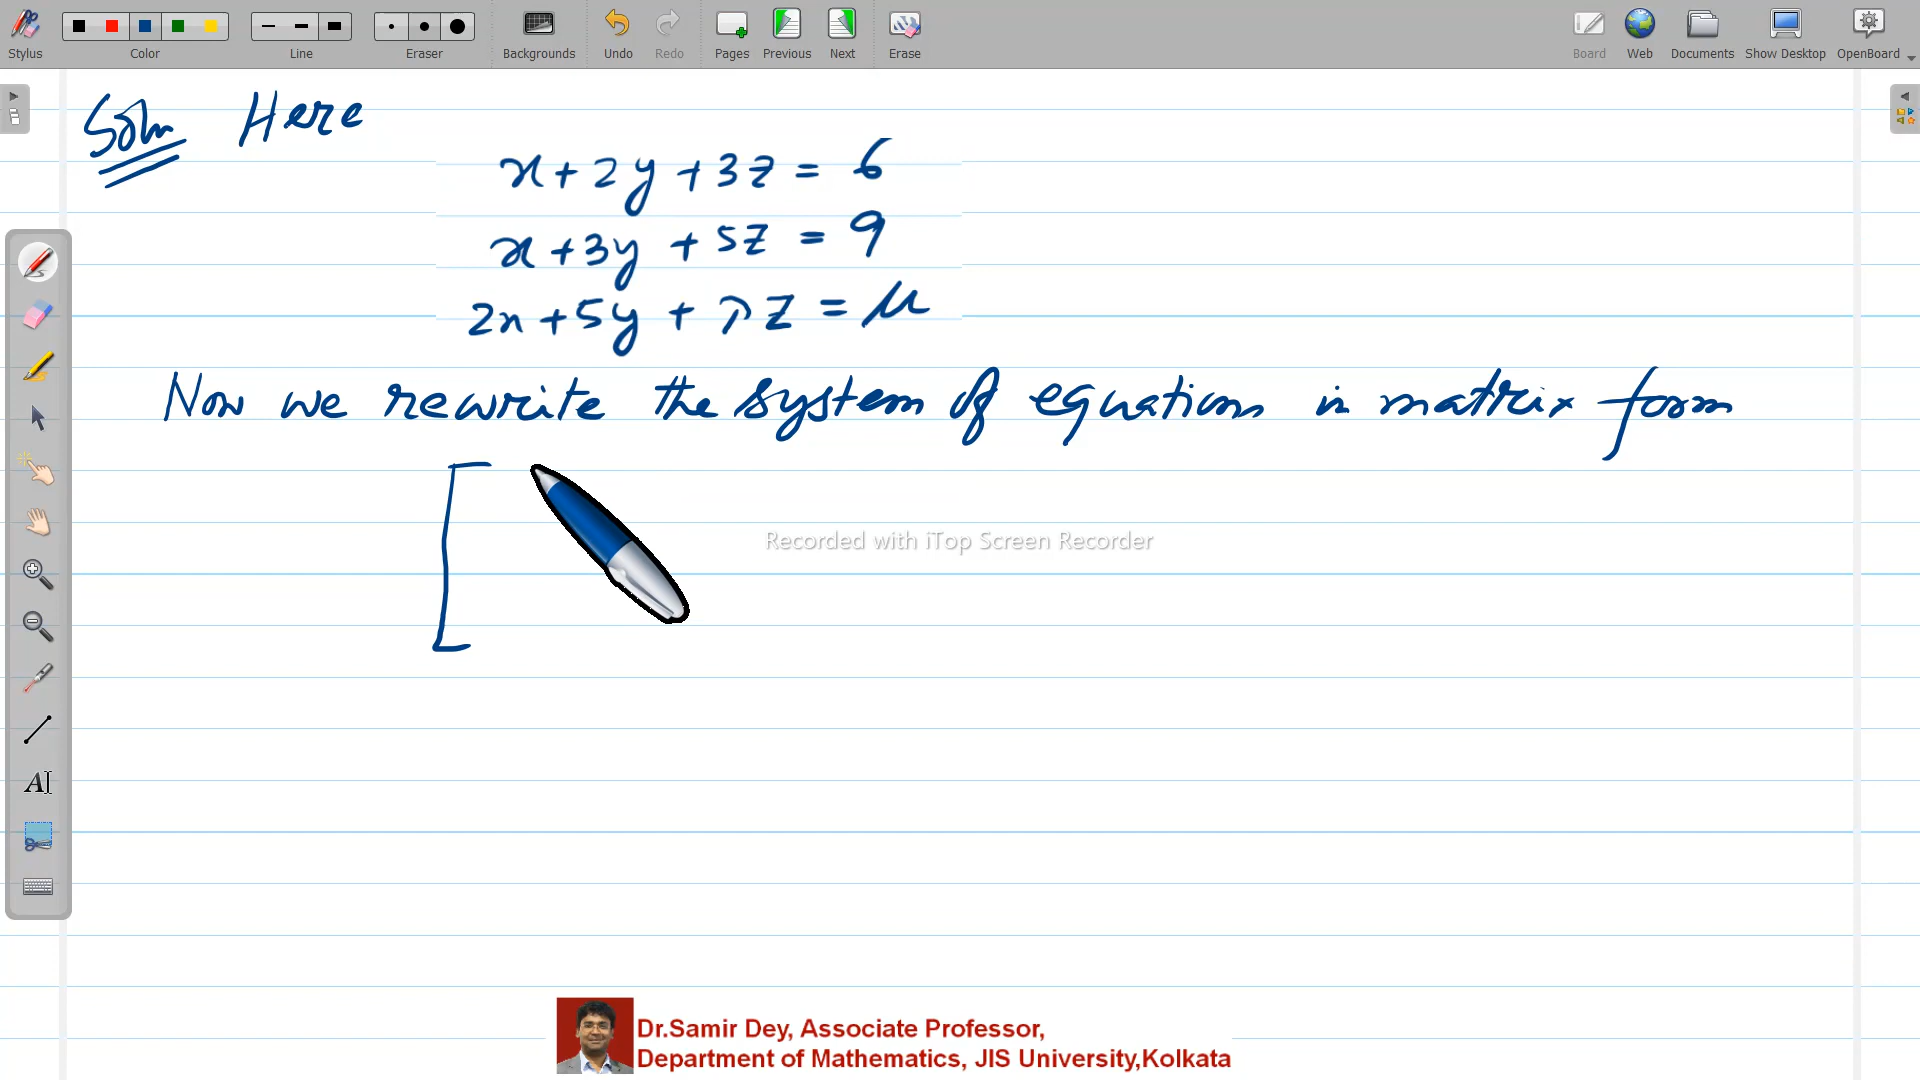 Stylus Color Line Eraser Backgrounds Undo Redo Pages Previous Next Erase Board Web Documents Show Desktop OpenBoard
Soln Here
x + 2y + 3z = 6
x + 3y + 5z = 9
2x + 5y + λz = μ
Now we rewrite the system of equations in matrix form
[
Recorded with iTop Screen Recorder
Dr.Samir Dey, Associate Professor,
Department of Mathematics, JIS University,Kolkata